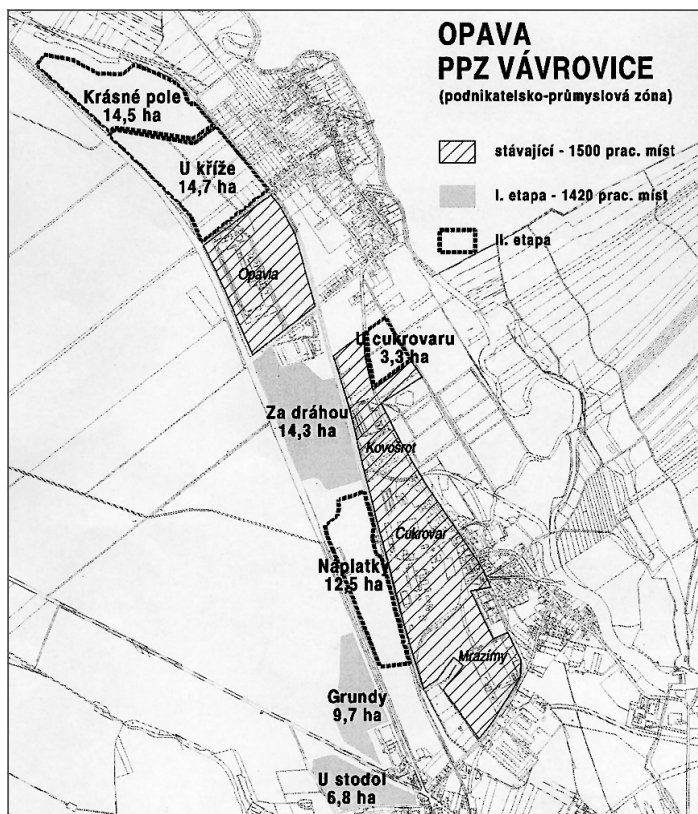 OPAVA
PPZ VÁVROVICE
(podnikatelsko-průmyslová zóna)
stávající - 1500 prac. míst
I. etapa - 1420 prac. míst
II. etapa
Krásné pole
14,5 ha
U kříže
14,7 ha
Opavia
U cukrovaru
3,3 ha
Za dráhou
14,3 ha
Kovošrot
Cukrovar
Náplatky
12,5 ha
Mrazírny
Grundy
9,7 ha
U stodol
6,8 ha